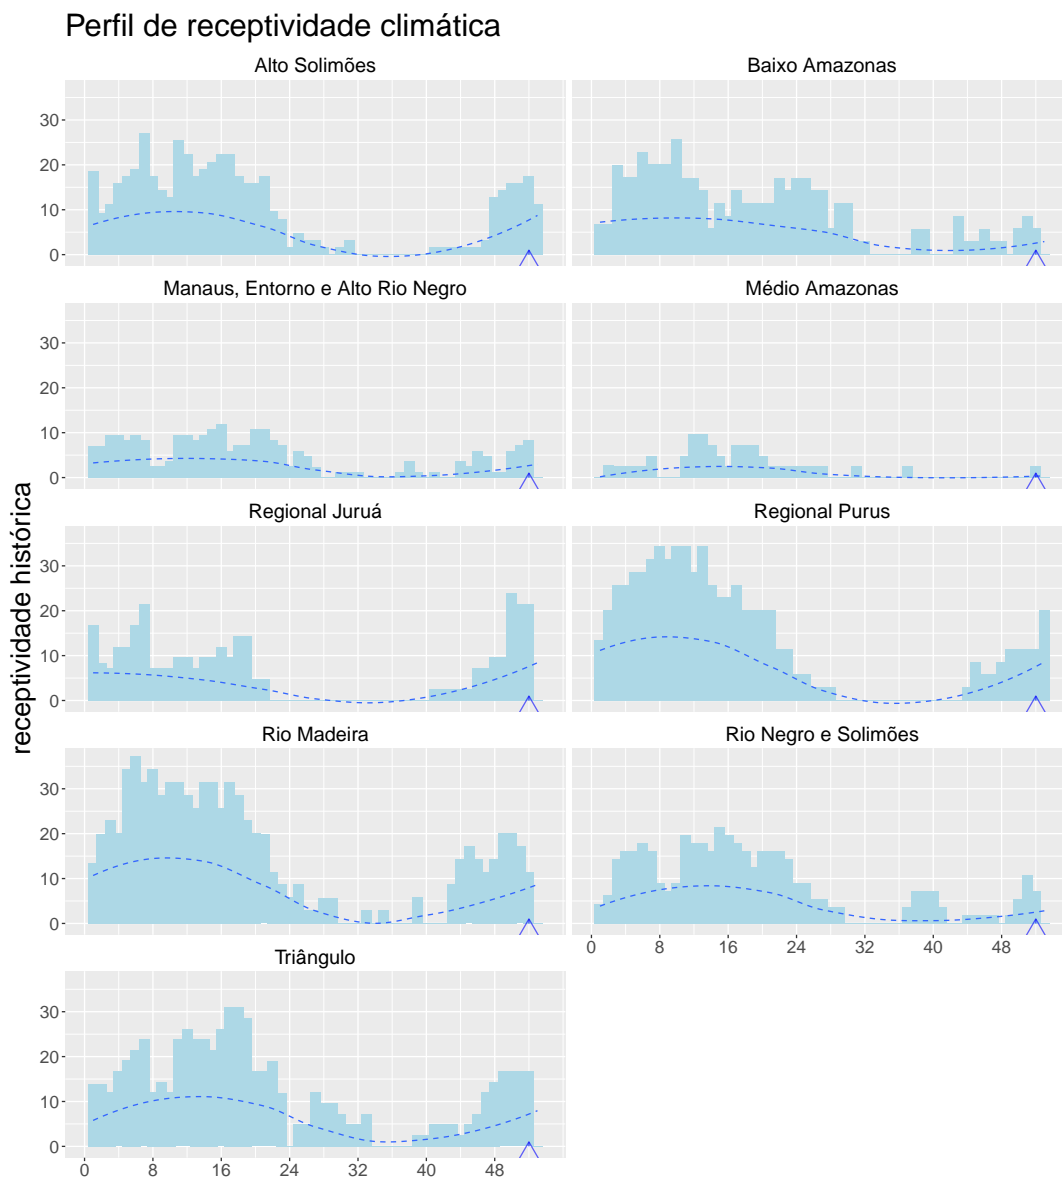 Perfil de receptividade climática
Alto Solimões
Baixo Amazonas
30
20
10
0
Manaus, Entorno e Alto Rio Negro
Médio Amazonas
30
20
10
0
receptividade histórica
Regional Juruá
Regional Purus
30
20
10
0
Rio Madeira
Rio Negro e Solimões
30
20
10
0
0 8 16 24 32 40 48
Triângulo
30
20
10
0
0 8 16 24 32 40 48